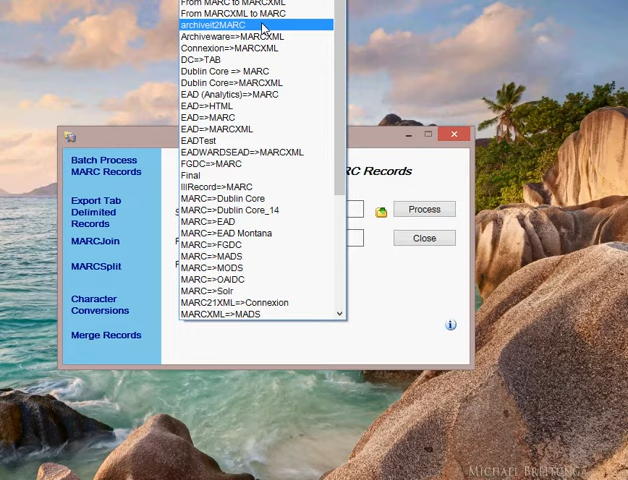 From MARC to MARCXML
From MARCXML to MARC
archiveit2MARC
Archiveware=>MARCXML
Connexion=>MARCXML
DC=>TAB
Dublin Core => MARC
Dublin Core=>MARCXML
EAD (Analytics)=>MARC
EAD=>HTML
EAD=>MARC
EAD=>MARCXML
EADTest
EADWARDSEAD=>MARCXML
FGDC=>MARC
Final
IllRecord=>MARC
MARC=>Dublin Core
MARC=>Dublin Core_14
MARC=>EAD
MARC=>EAD Montana
MARC=>FGDC
MARC=>MADS
MARC=>MODS
MARC=>OAIDC
MARC=>Solr
MARC21XML=>Connexion
MARCXML=>MADS
Batch Process
MARC Records
Export Tab
Delimited
Records
MARCJoin
MARCSplit
Character
Conversions
Merge Records
RC Records
Process
Close
MICHAEL BREITUNG